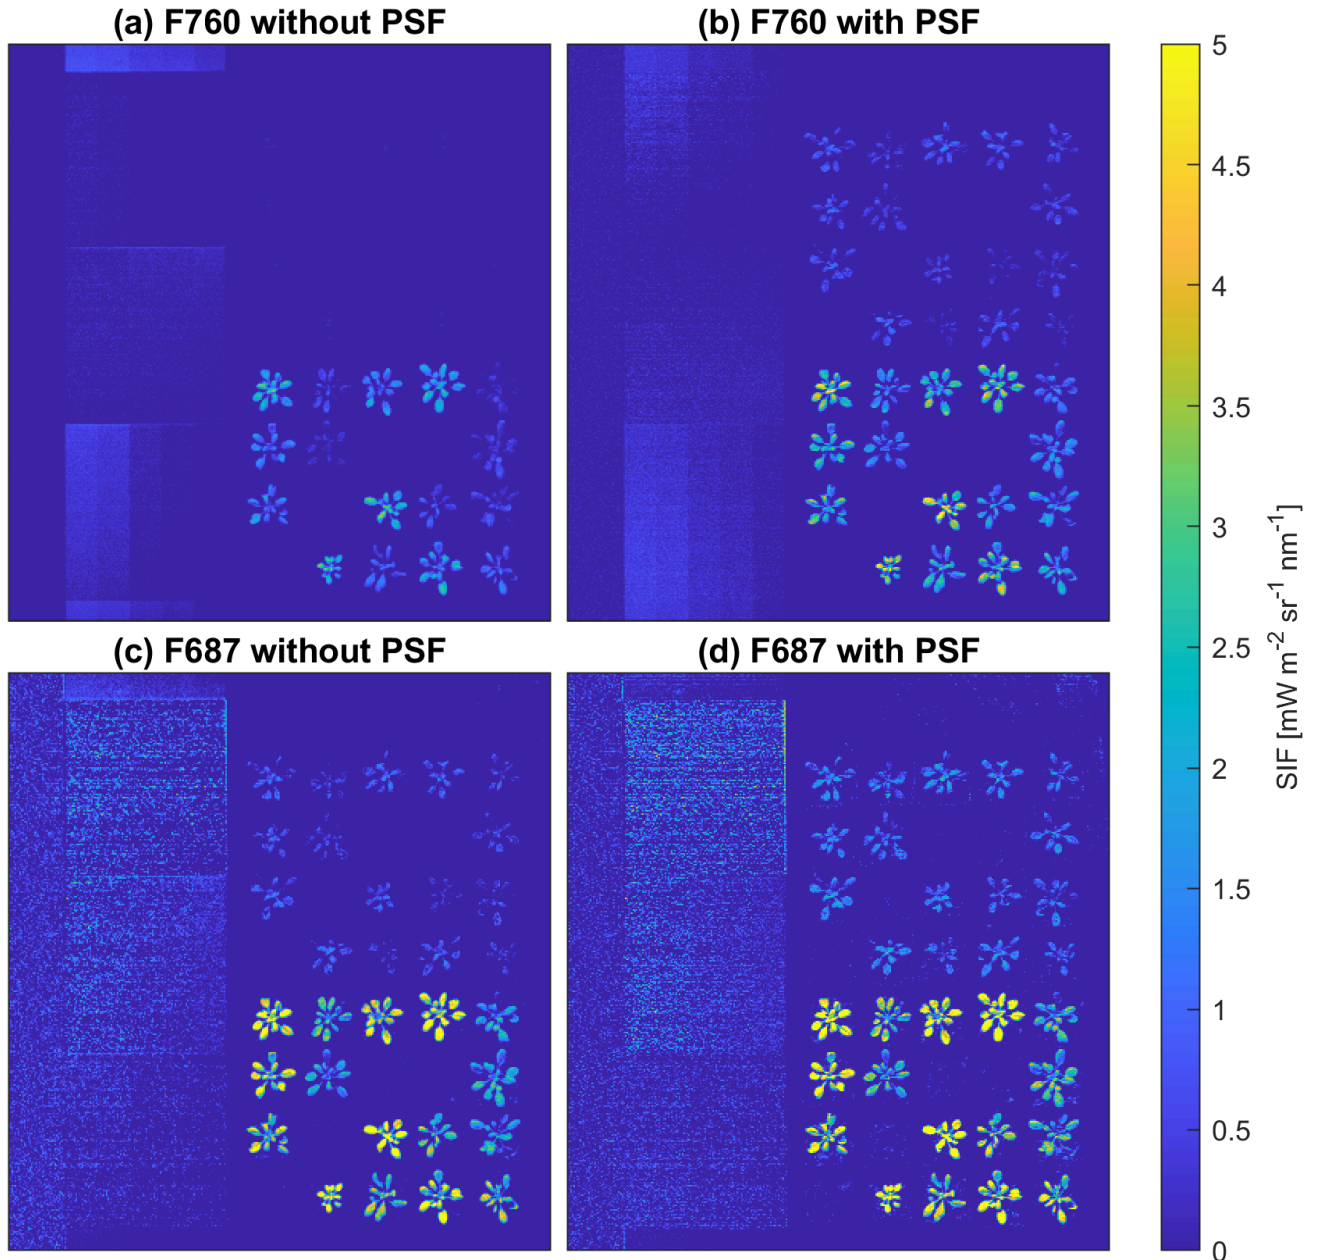 (a) F760 without PSF
(b) F760 with PSF
(c) F687 without PSF
(d) F687 with PSF
5
4.5
4
3.5
3
2.5
2
1.5
1
0.5
0
SIF [mW m-2 sr-1 nm-1]